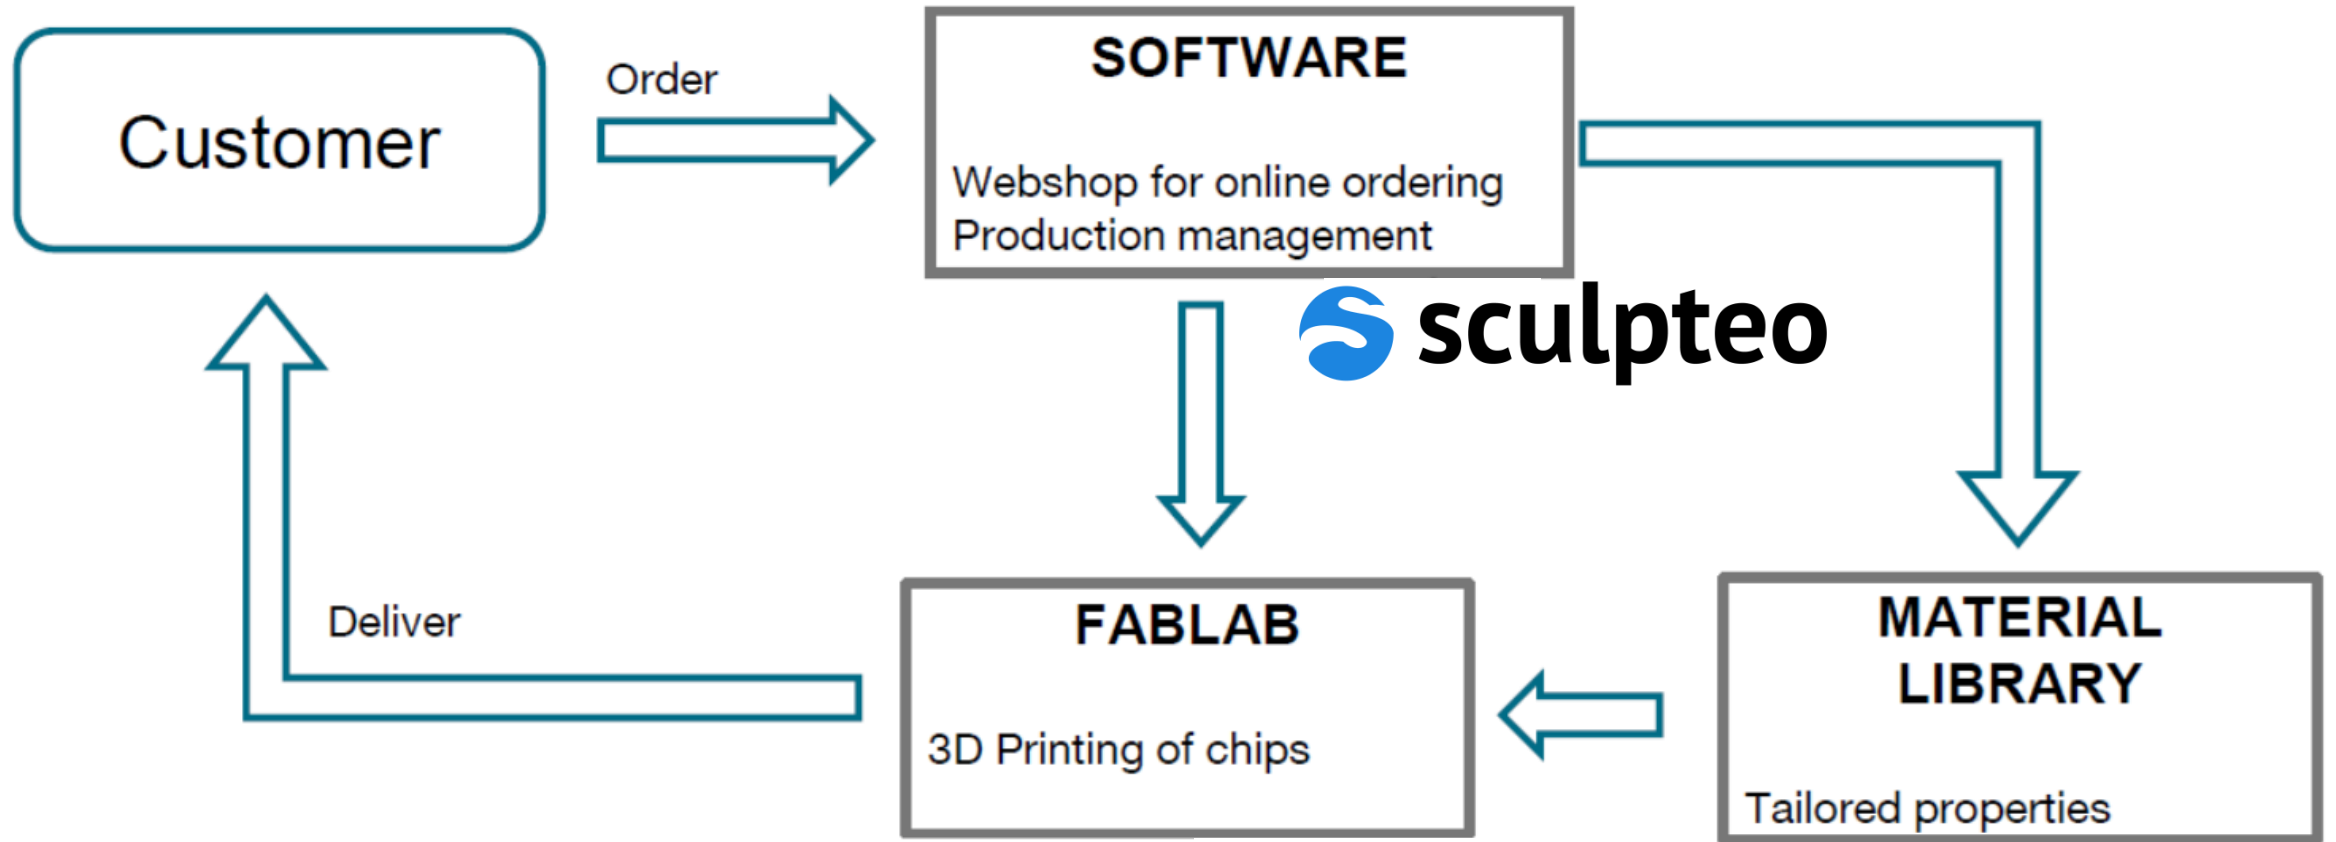 Customer
Order
SOFTWARE
Webshop for online ordering
Production management
sculpteo
Deliver
FABLAB
3D Printing of chips
MATERIAL
LIBRARY
Tailored properties